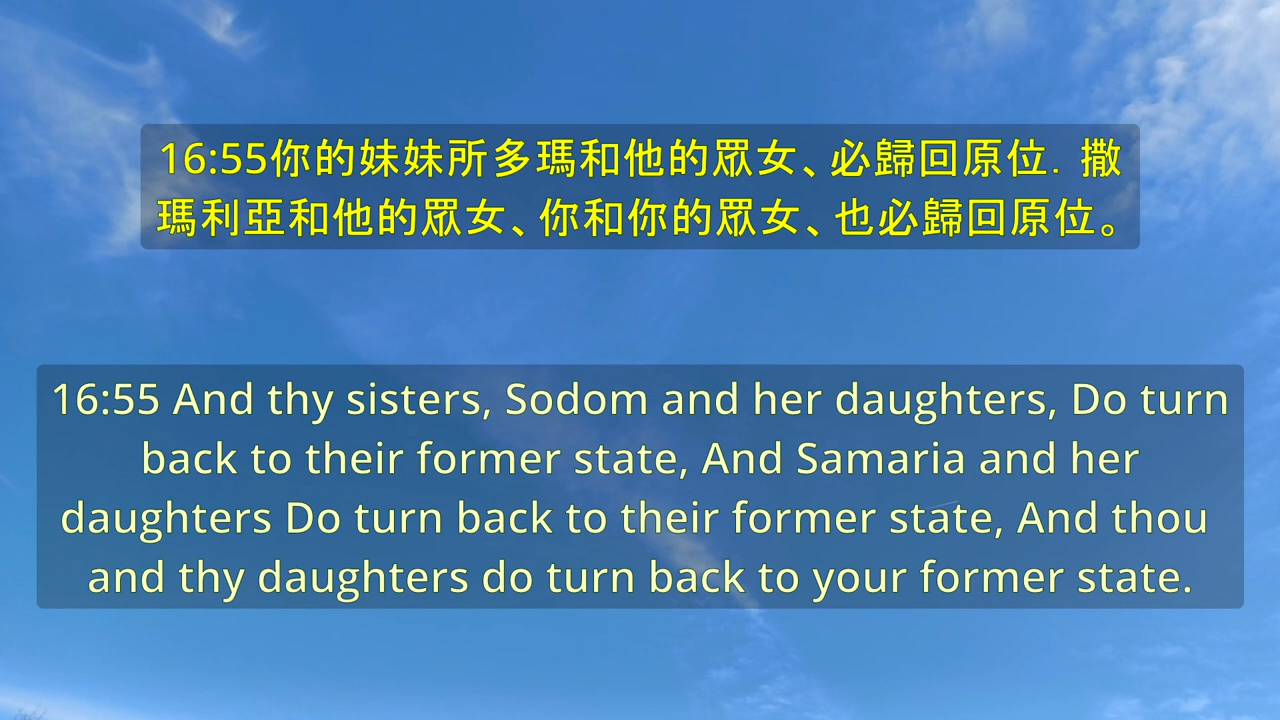 16:55你的妹妹所多瑪和他的眾女、必歸回原位．撒
瑪利亞和他的眾女、你和你的眾女、也必歸回原位。
16:55 And thy sisters, Sodom and her daughters, Do turn
back to their former state, And Samaria and her
daughters Do turn back to their former state, And thou
and thy daughters do turn back to your former state.